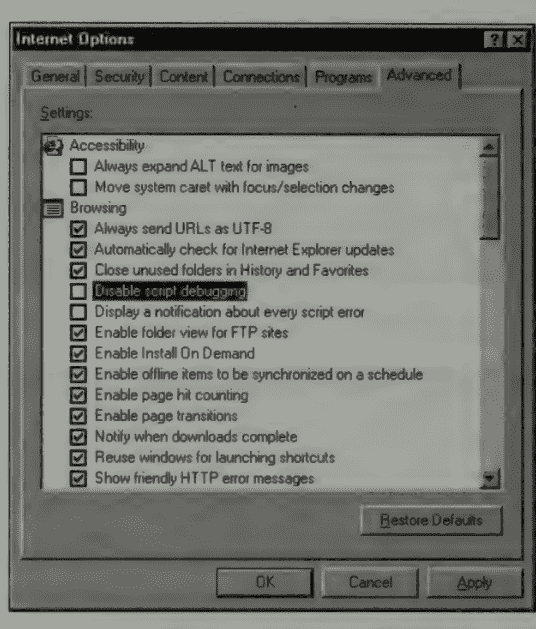 Internet Options
General Security Content Connections Programs Advanced
Settings:
Accessibility
Always expand ALT text for images
Move system caret with focus/selection changes
Browsing
Always send URLs as UTF-8
Automatically check for Internet Explorer updates
Close unused folders in History and Favorites
Disable script debugging
Display a notification about every script error
Enable folder view for FTP sites
Enable Install On Demand
Enable offline items to be synchronized on a schedule
Enable page hit counting
Enable page transitions
Notify when downloads complete
Reuse windows for launching shortcuts
Show friendly HTTP error messages
Restore Defaults
OK Cancel Apply